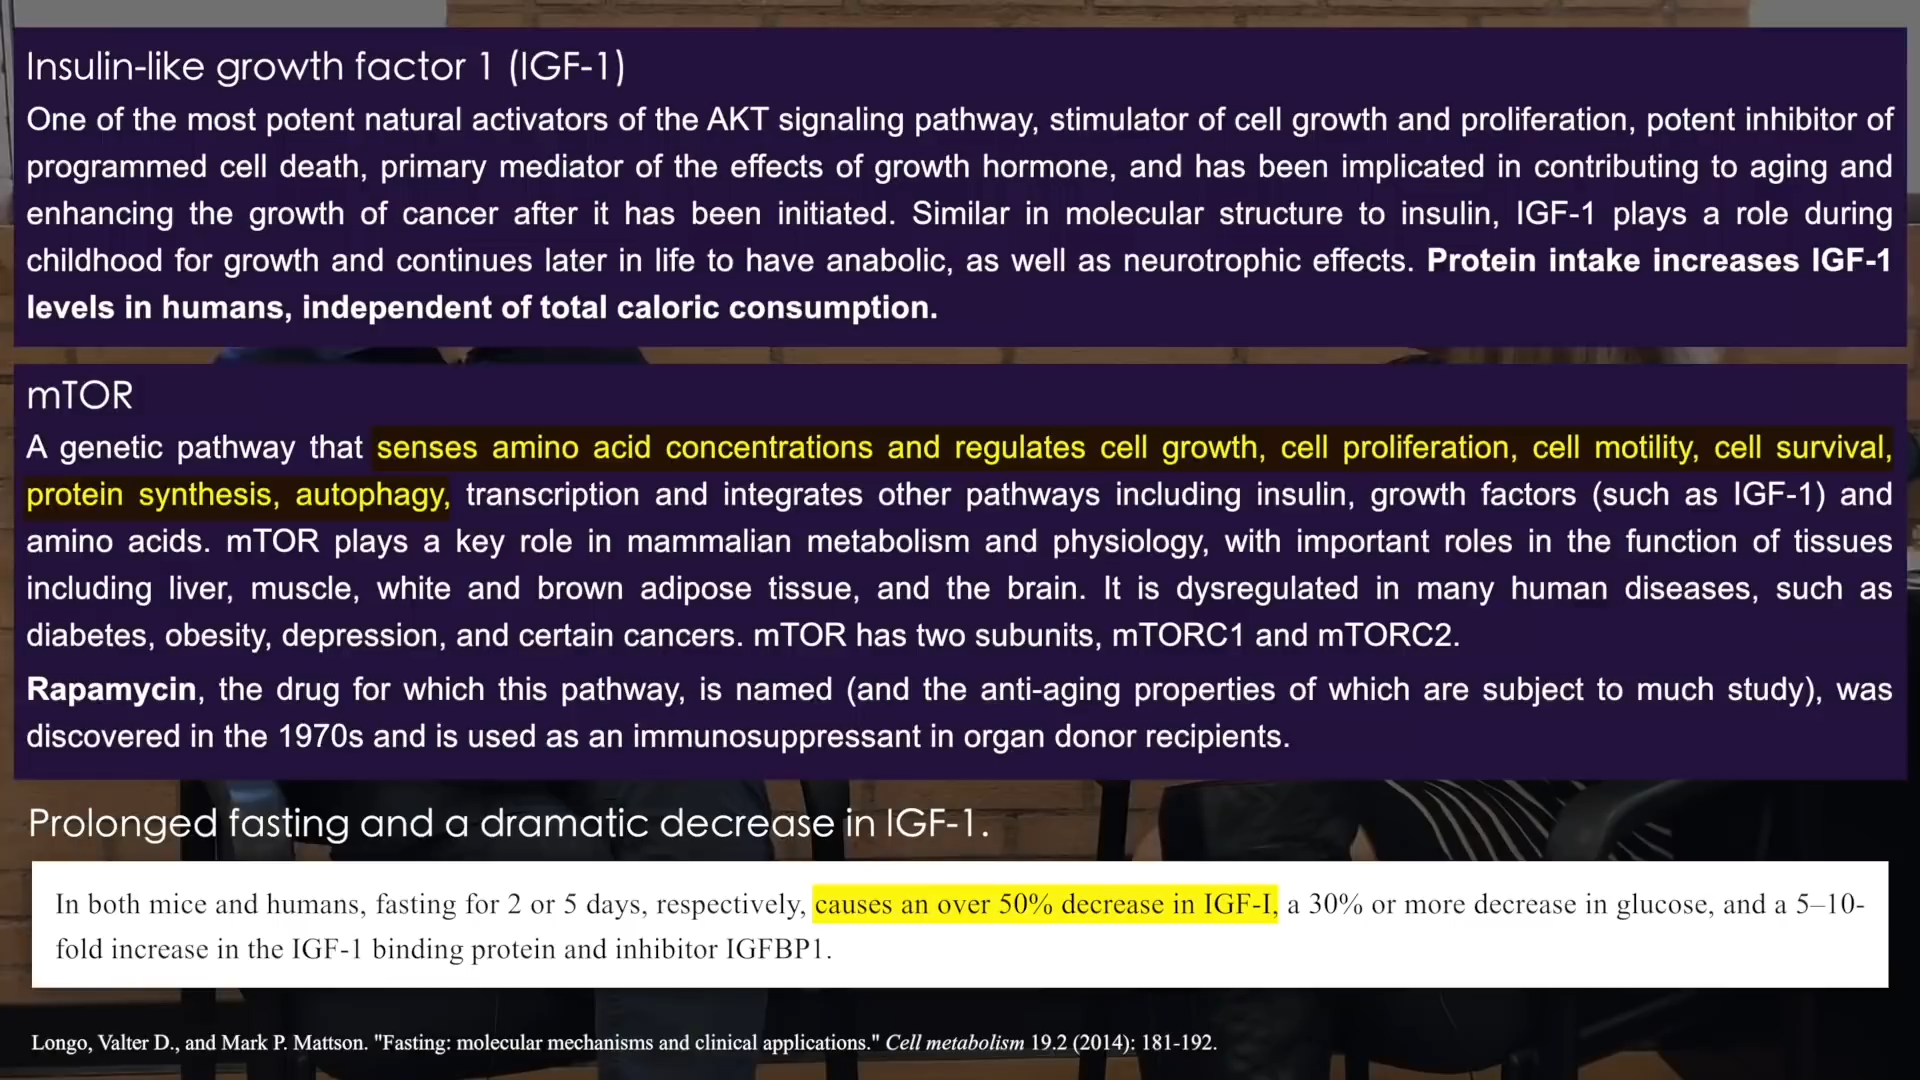 Insulin-like growth factor 1 (IGF-1)
One of the most potent natural activators of the AKT signaling pathway, stimulator of cell growth and proliferation, potent inhibitor of
programmed cell death, primary mediator of the effects of growth hormone, and has been implicated in contributing to aging and
enhancing the growth of cancer after it has been initiated. Similar in molecular structure to insulin, IGF-1 plays a role during
childhood for growth and continues later in life to have anabolic, as well as neurotrophic effects. Protein intake increases IGF-1
levels in humans, independent of total caloric consumption.
mTOR
A genetic pathway that senses amino acid concentrations and regulates cell growth, cell proliferation, cell motility, cell survival,
protein synthesis, autophagy, transcription and integrates other pathways including insulin, growth factors (such as IGF-1) and
amino acids. mTOR plays a key role in mammalian metabolism and physiology, with important roles in the function of tissues
including liver, muscle, white and brown adipose tissue, and the brain. It is dysregulated in many human diseases, such as
diabetes, obesity, depression, and certain cancers. mTOR has two subunits, mTORC1 and mTORC2.
Rapamycin, the drug for which this pathway, is named (and the anti-aging properties of which are subject to much study), was
discovered in the 1970s and is used as an immunosuppressant in organ donor recipients.
Prolonged fasting and a dramatic decrease in IGF-1.
In both mice and humans, fasting for 2 or 5 days, respectively, causes an over 50% decrease in IGF-I, a 30% or more decrease in glucose, and a 5–10-
fold increase in the IGF-1 binding protein and inhibitor IGFBP1.
Longo, Valter D., and Mark P. Mattson. "Fasting: molecular mechanisms and clinical applications." Cell metabolism 19.2 (2014): 181-192.